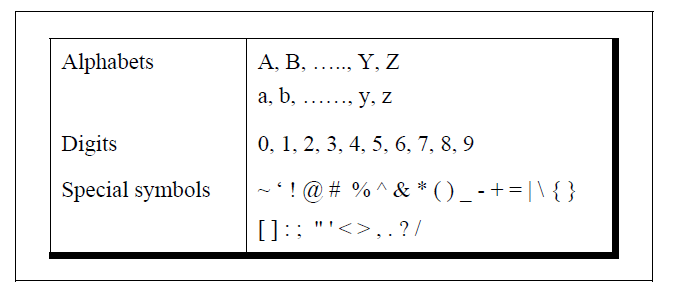 Alphabets A, B, ....., Y, Z
a, b, ......, y, z
Digits 0, 1, 2, 3, 4, 5, 6, 7, 8, 9
Special symbols ~ ‘ ! @ # % ^ & * ( ) _ - + = | \ { }
[ ] : ; " ' < > , . ? /